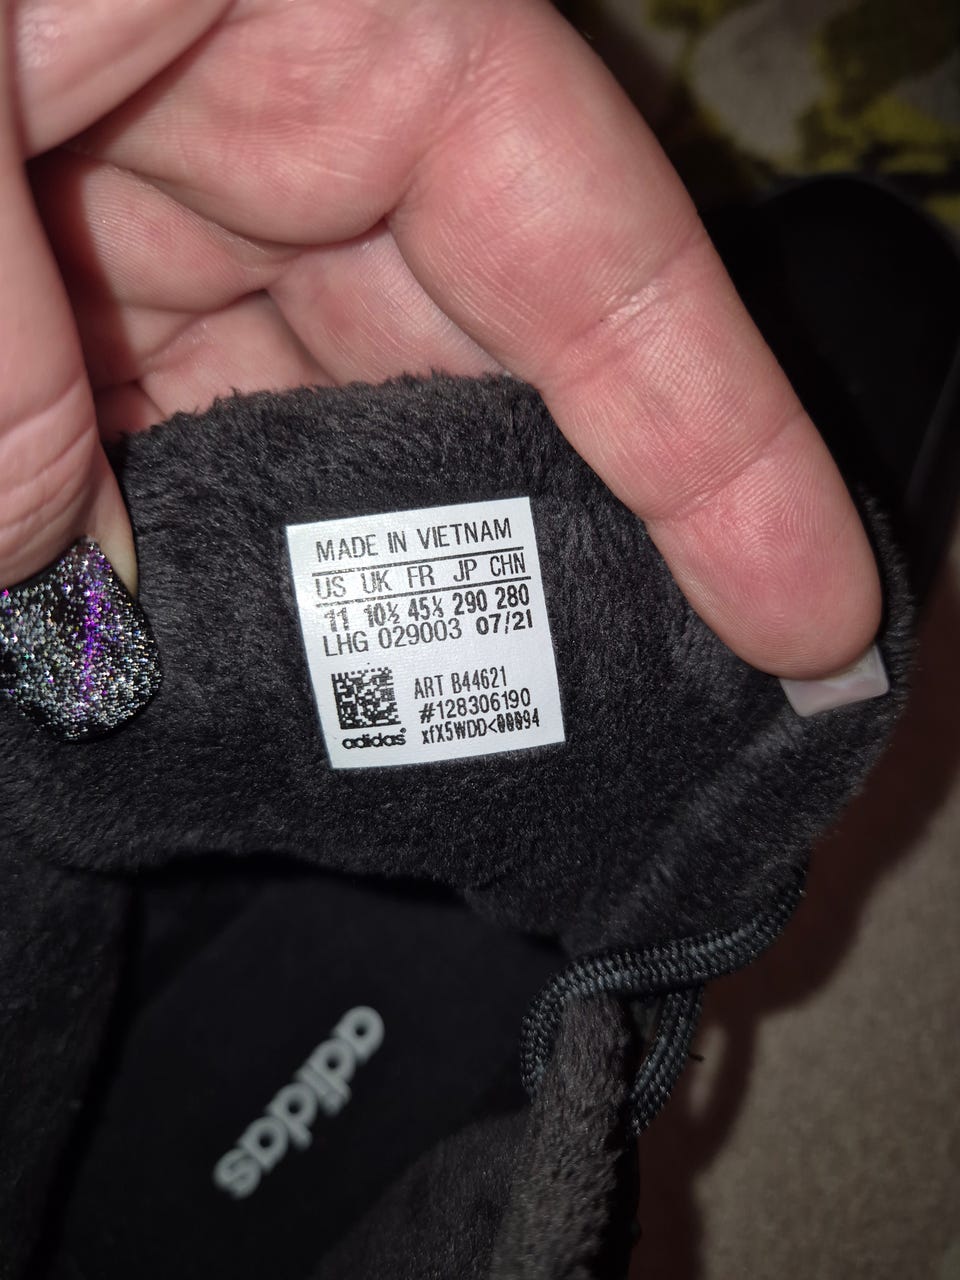 MADE IN VIETNAM
US UK FR JP CHN
11 10½ 45⅓ 290 280
LHG 029003 07/21
ART B44621
#128306190
adidas® xfX5WDD<00094
adidas